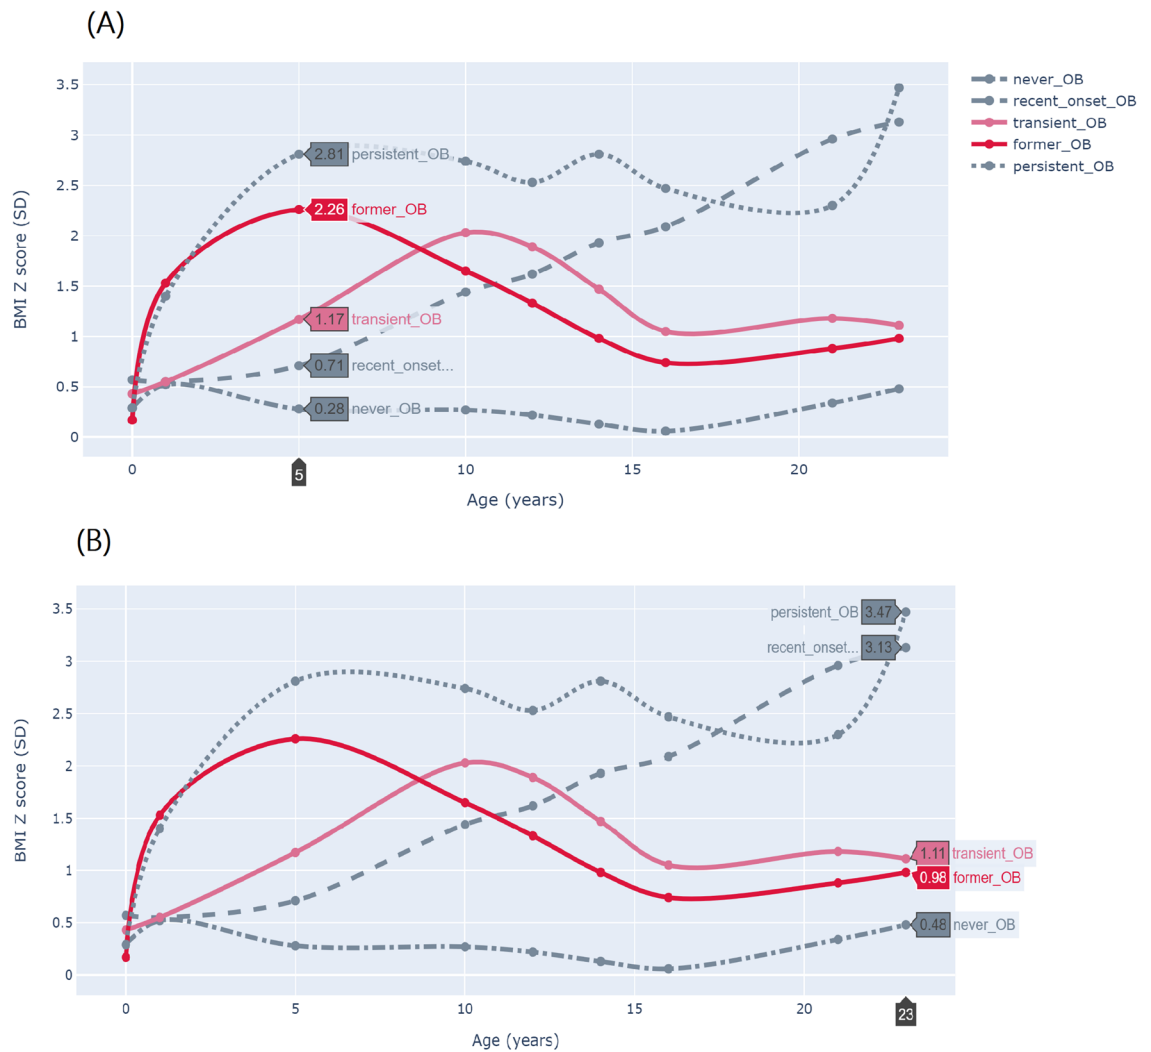 (A)
3.5
3
2.5
2
1.5
1
0.5
0
BMI Z score (SD)
2.81 persistent_OB
2.26 former_OB
1.17 transient_OB
0.71 recent_onset...
0.28 never_OB
0
5
10
15
20
Age (years)
never_OB
recent_onset_OB
transient_OB
former_OB
persistent_OB
(B)
3.5
3
2.5
2
1.5
1
0.5
0
BMI Z score (SD)
persistent_OB 3.47
recent_onset... 3.13
1.11 transient_OB
0.98 former_OB
0.48 never_OB
0
5
10
15
20
23
Age (years)